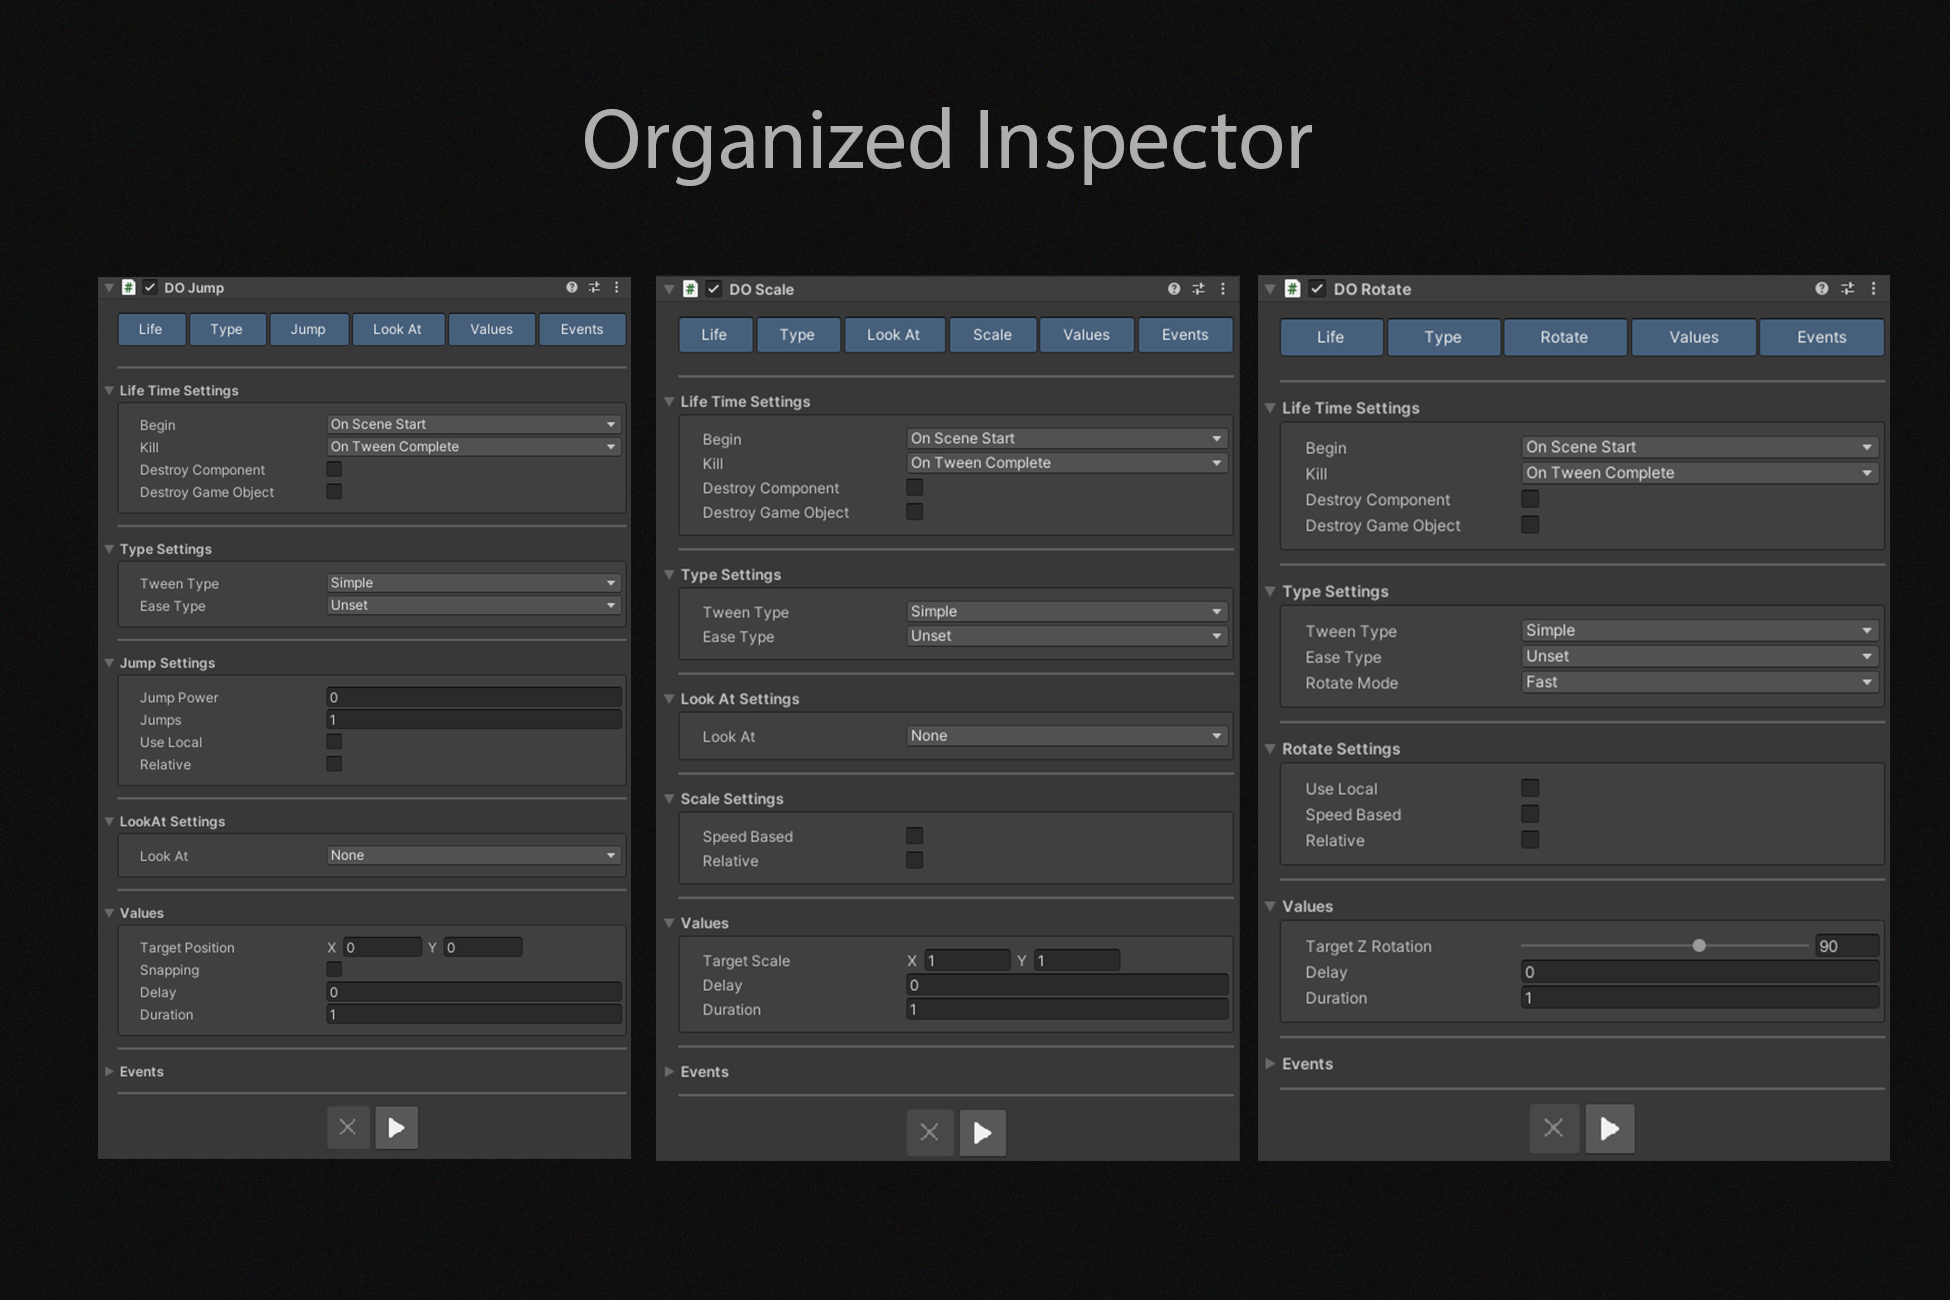 Organized Inspector
DO Jump
Life Type Jump Look At Values Events
Life Time Settings
Begin On Scene Start
Kill On Tween Complete
Destroy Component
Destroy Game Object
Type Settings
Tween Type Simple
Ease Type Unset
Jump Settings
Jump Power 0
Jumps 1
Use Local
Relative
LookAt Settings
Look At None
Values
Target Position X 0 Y 0
Snapping
Delay 0
Duration 1
Events
DO Scale
Life Type Look At Scale Values Events
Life Time Settings
Begin On Scene Start
Kill On Tween Complete
Destroy Component
Destroy Game Object
Type Settings
Tween Type Simple
Ease Type Unset
Look At Settings
Look At None
Scale Settings
Speed Based
Relative
Values
Target Scale X 1 Y 1
Delay 0
Duration 1
Events
DO Rotate
Life Type Rotate Values Events
Life Time Settings
Begin On Scene Start
Kill On Tween Complete
Destroy Component
Destroy Game Object
Type Settings
Tween Type Simple
Ease Type Unset
Rotate Mode Fast
Rotate Settings
Use Local
Speed Based
Relative
Values
Target Z Rotation 90
Delay 0
Duration 1
Events